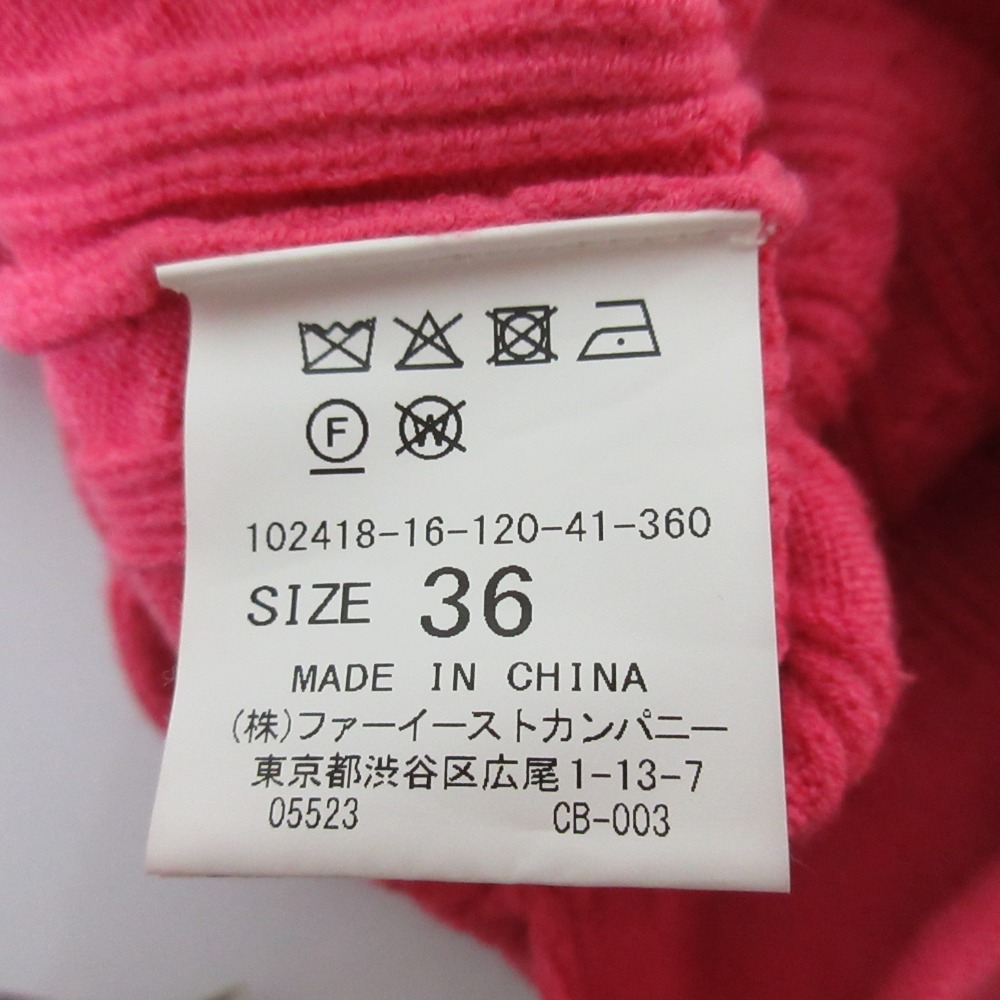 F W
102418-16-120-41-360
SIZE 36
MADE IN CHINA
(株)ファーイーストカンパニー
東京都渋谷区広尾1-13-7
05523 CB-003